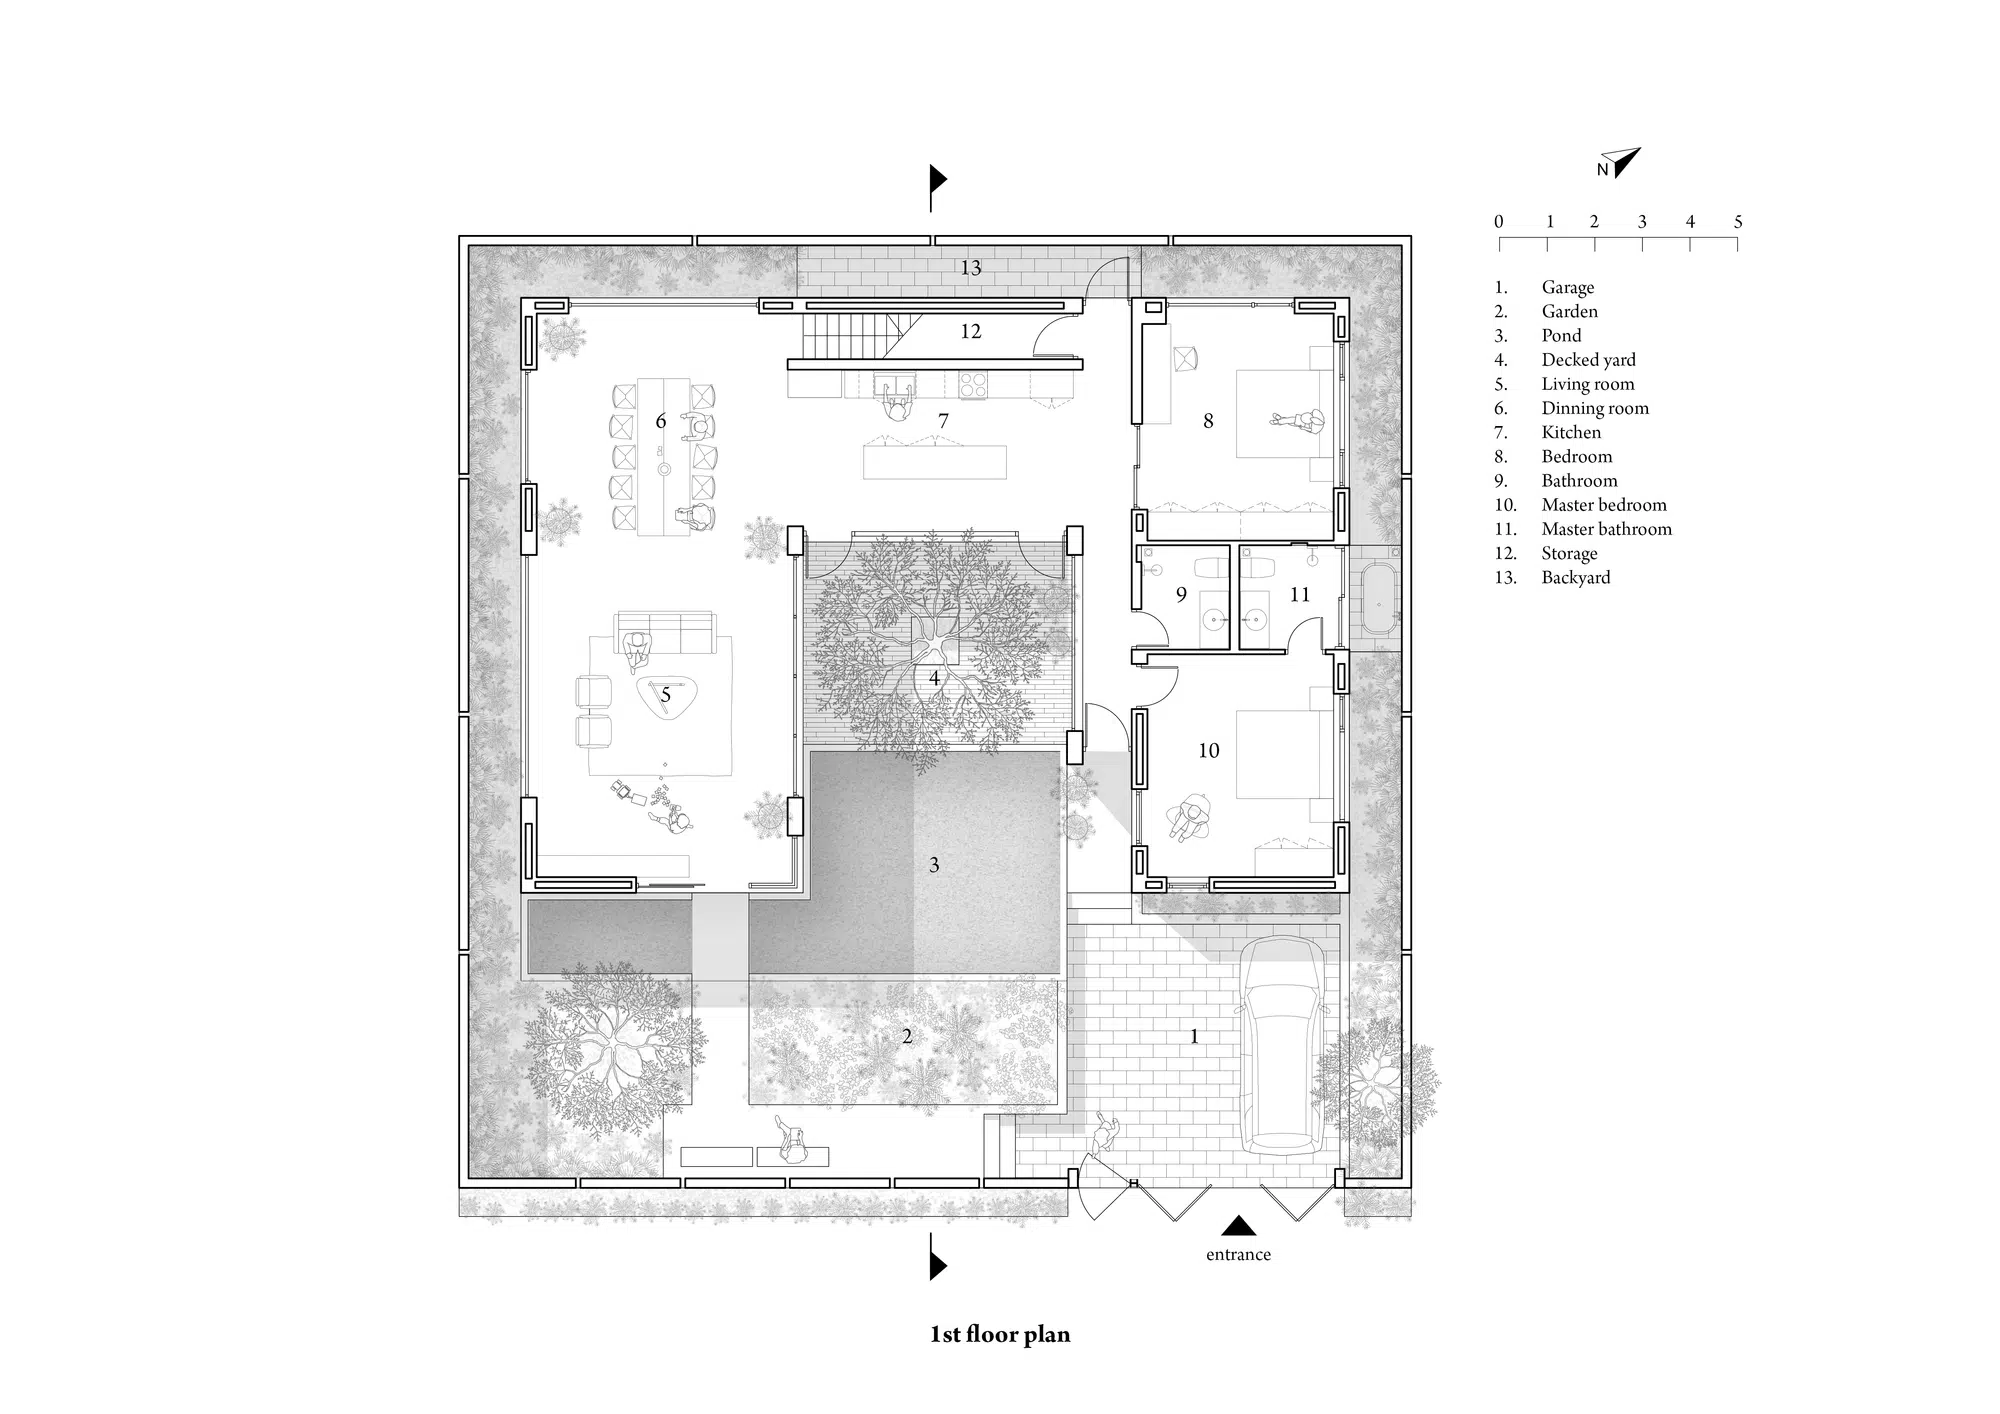 N
0 1 2 3 4 5
1. Garage
2. Garden
3. Pond
4. Decked yard
5. Living room
6. Dinning room
7. Kitchen
8. Bedroom
9. Bathroom
10. Master bedroom
11. Master bathroom
12. Storage
13. Backyard
13
12
6
7
8
9
11
4
5
10
3
2
1
entrance
1st floor plan